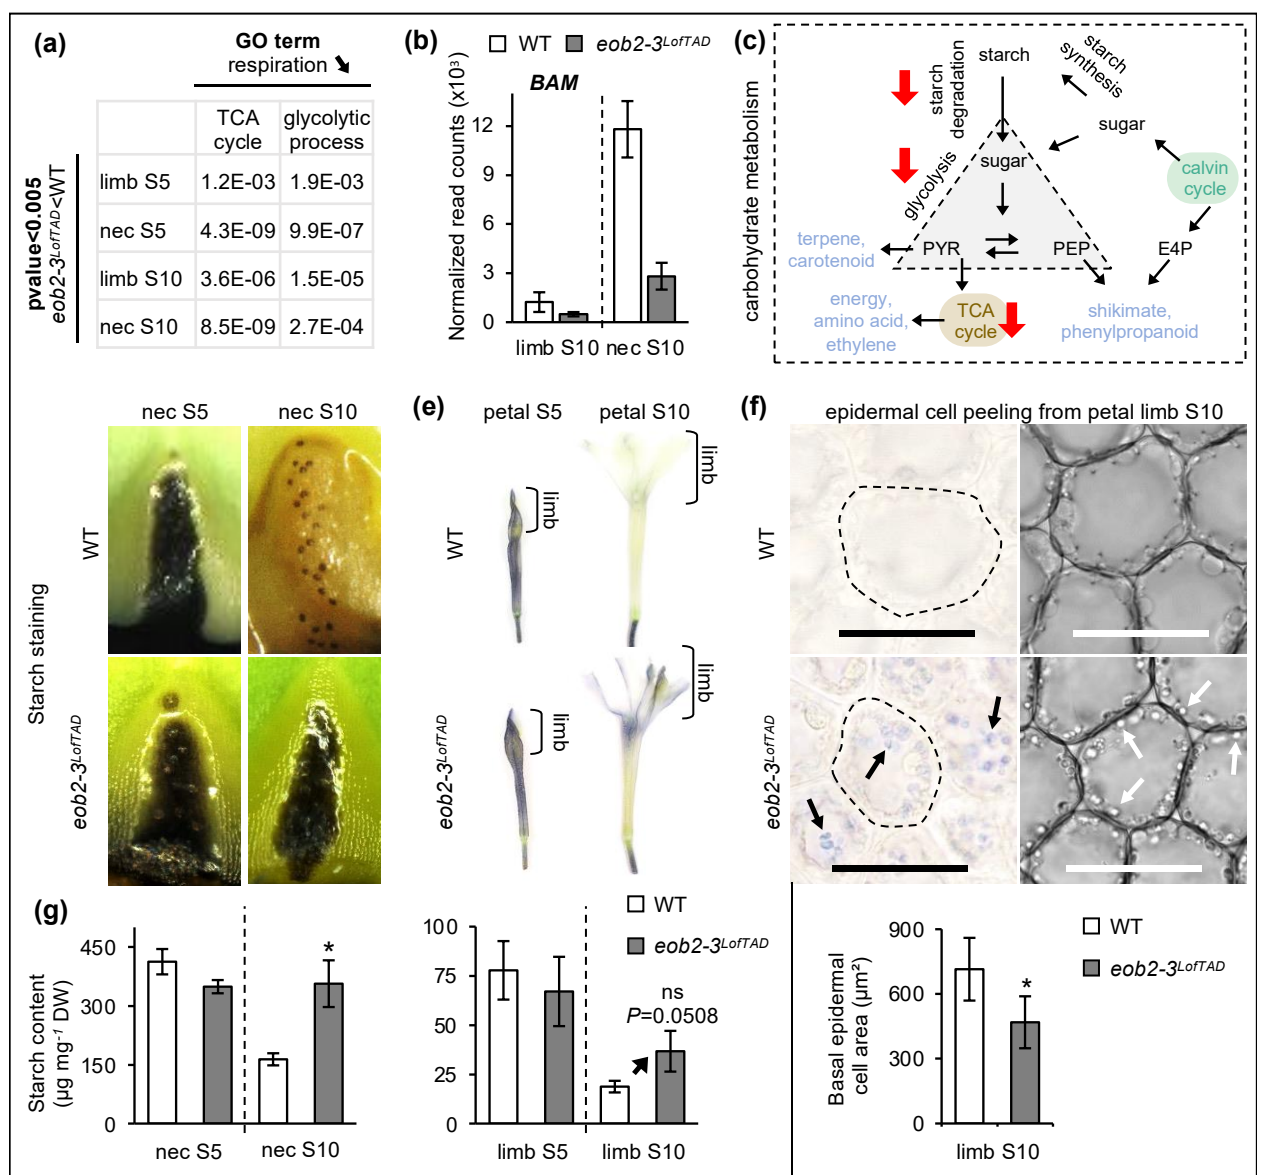 (a)
GO term
respiration ↘
TCA cycle
glycolytic process
pvalue<0.005
eob2-3LofTAD<WT
limb S5 1.2E-03 1.9E-03
nec S5 4.3E-09 9.9E-07
limb S10 3.6E-06 1.5E-05
nec S10 8.5E-09 2.7E-04
(b)
WT eob2-3LofTAD
BAM
Normalized read counts (x10³)
12
9
6
3
0
limb S10 nec S10
(c)
carbohydrate metabolism
starch
starch synthesis
starch degradation
sugar
sugar
glycolysis
calvin
cycle
terpene,
carotenoid
PYR
PEP
E4P
energy,
amino acid,
ethylene
TCA
cycle
shikimate,
phenylpropanoid
nec S5 nec S10
Starch staining
WT
eob2-3LofTAD
(e)
petal S5 petal S10
limb
limb
WT
limb
limb
eob2-3LofTAD
(f)
epidermal cell peeling from petal limb S10
WT
eob2-3LofTAD
(g)
Starch content
(µg mg-1 DW)
450
300
150
0
*
nec S5 nec S10
WT
eob2-3LofTAD
100
75
50
25
0
ns
P=0.0508
limb S5 limb S10
WT
eob2-3LofTAD
Basal epidermal
cell area (µm²)
900
600
300
0
*
limb S10